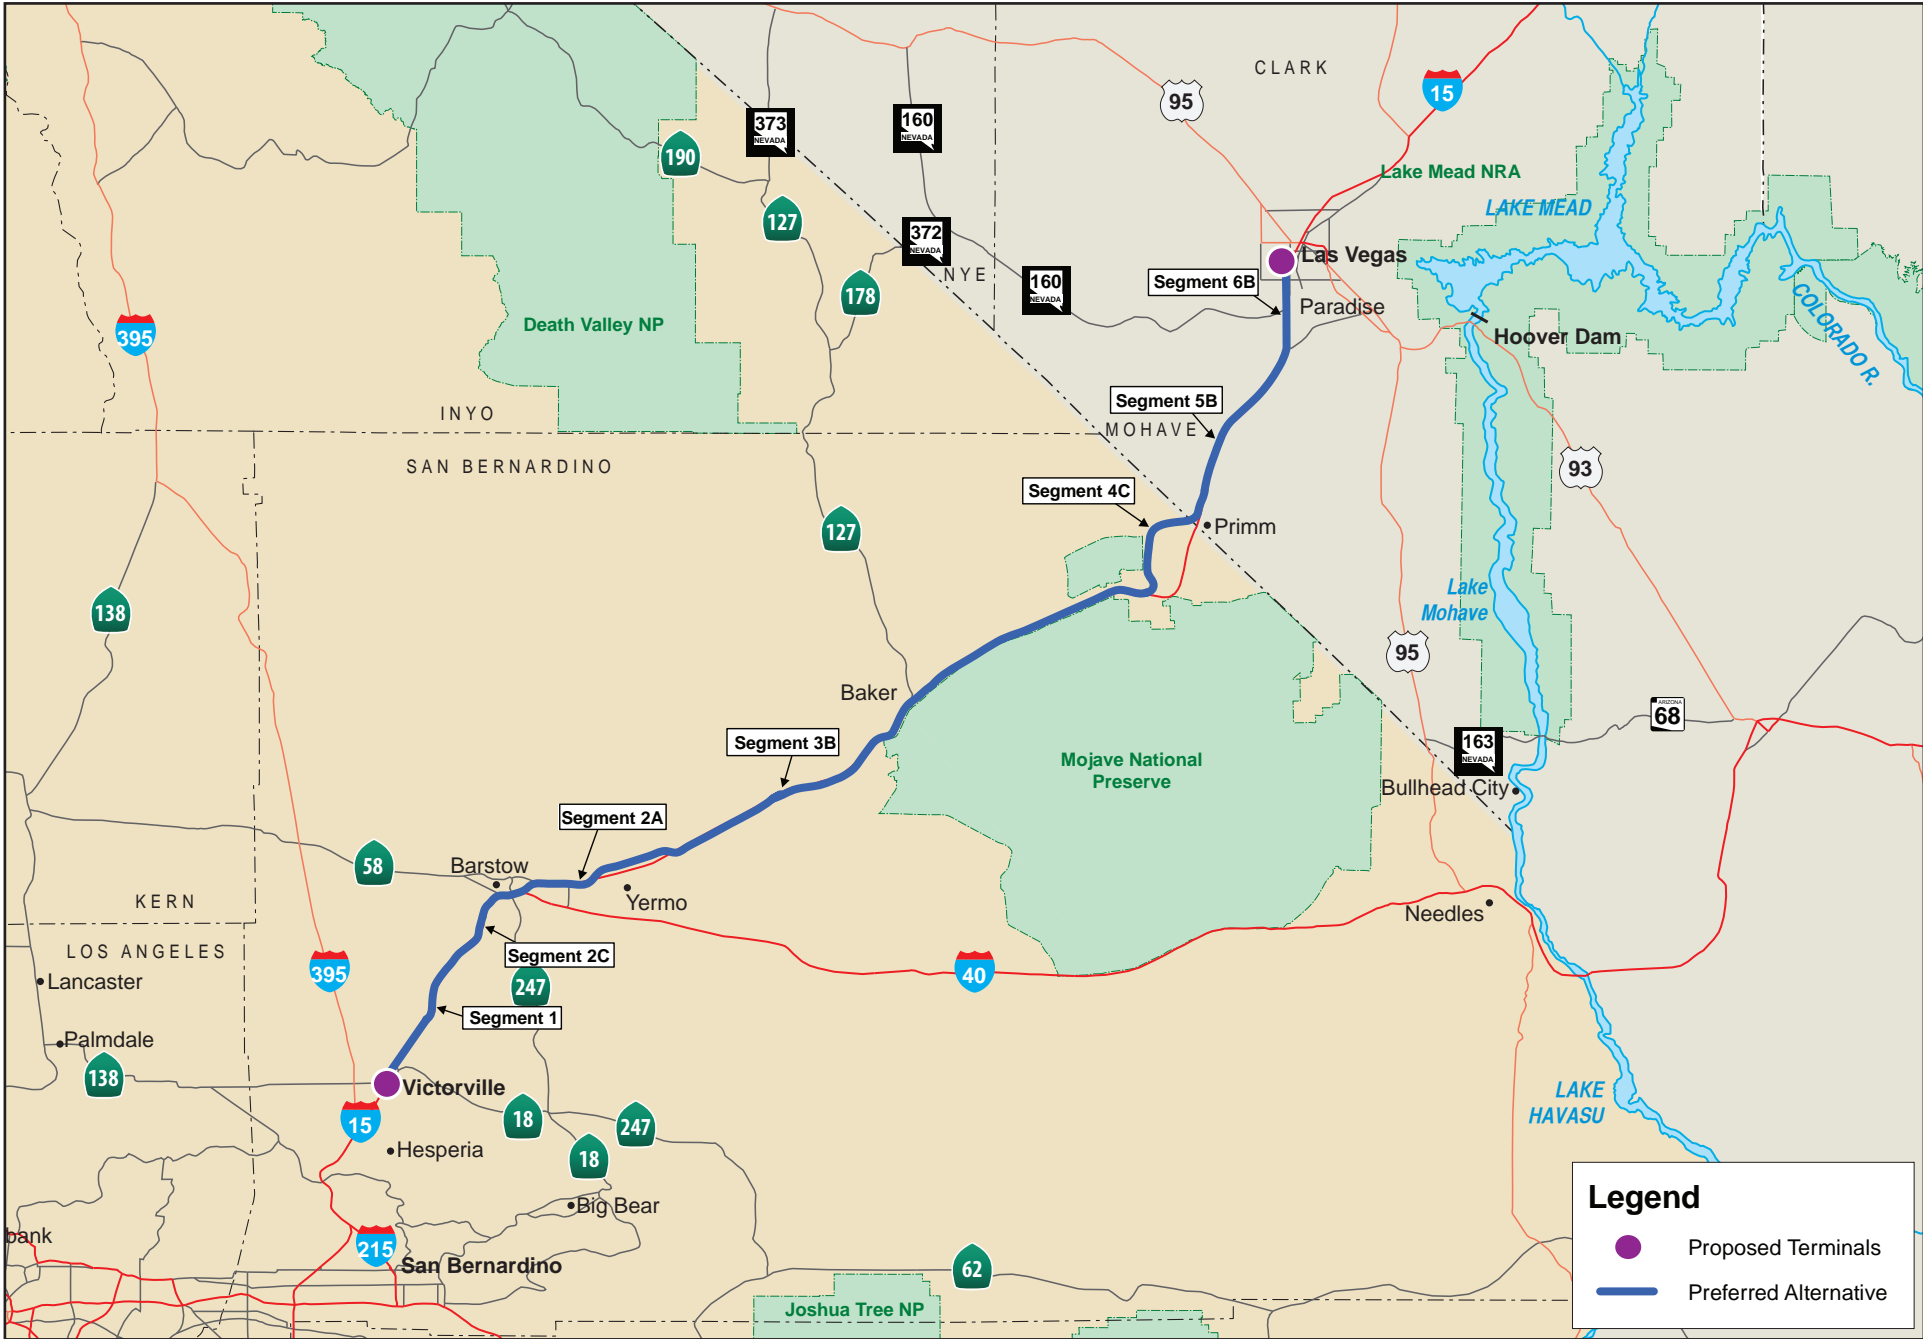 CLARK
15
95
373
NEVADA
160
NEVADA
190
Lake Mead NRA
LAKE MEAD
127
372
NEVADA
NYE
Las Vegas
178
160
NEVADA
Segment 6B
Paradise
COLORADO R.
Death Valley NP
395
Hoover Dam
Segment 5B
INYO
MOHAVE
SAN BERNARDINO
93
Segment 4C
127
Primm
138
Lake
Mohave
95
Baker
ARIZONA
68
Segment 3B
163
NEVADA
Mojave National
Preserve
Bullhead City
Segment 2A
58
Barstow
KERN
Yermo
Needles
LOS ANGELES
Segment 2C
395
40
Lancaster
247
Segment 1
Palmdale
138
Victorville
LAKE
HAVASU
15
18
247
Hesperia
18
Big Bear
bank
215
San Bernardino
62
Joshua Tree NP
Legend
Proposed Terminals
Preferred Alternative